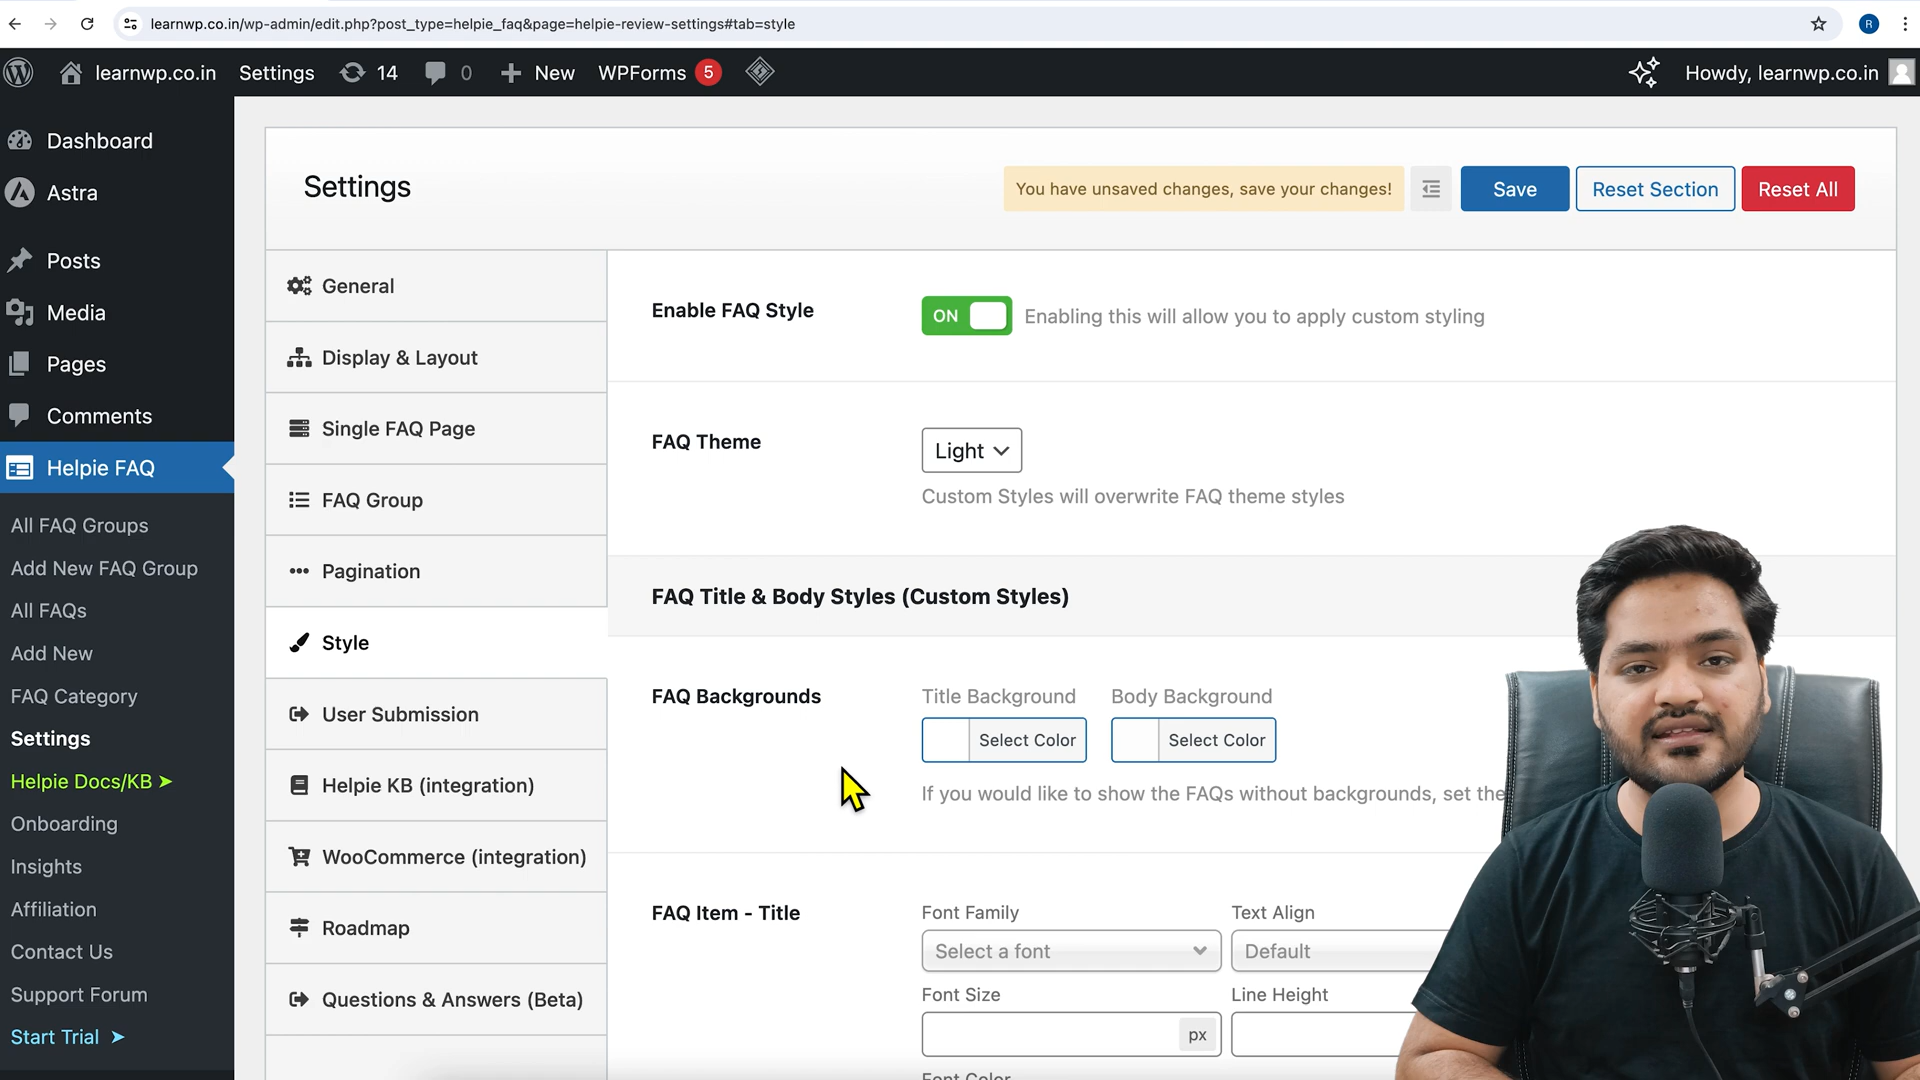 learnwp.co.in/wp-admin/edit.php?post_type=helpie_faq&page=helpie-review-settings#tab=style
R
learnwp.co.in Settings 14 0 New WPForms 5 Howdy, learnwp.co.in
Dashboard
Astra
Posts
Media
Pages
Comments
Helpie FAQ
All FAQ Groups
Add New FAQ Group
All FAQs
Add New
FAQ Category
Settings
Helpie Docs/KB ➤
Onboarding
Insights
Affiliation
Contact Us
Support Forum
Start Trial ➤
Settings
You have unsaved changes, save your changes! Save Reset Section Reset All
General
Display & Layout
Single FAQ Page
FAQ Group
Pagination
Style
User Submission
Helpie KB (integration)
WooCommerce (integration)
Roadmap
Questions & Answers (Beta)
Enable FAQ Style ON Enabling this will allow you to apply custom styling
FAQ Theme Light
Custom Styles will overwrite FAQ theme styles
FAQ Title & Body Styles (Custom Styles)
FAQ Backgrounds Title Background Body Background
Select Color Select Color
If you would like to show the FAQs without backgrounds, set the
FAQ Item - Title Font Family Text Align
Select a font Default
Font Size Line Height
px
Font Color